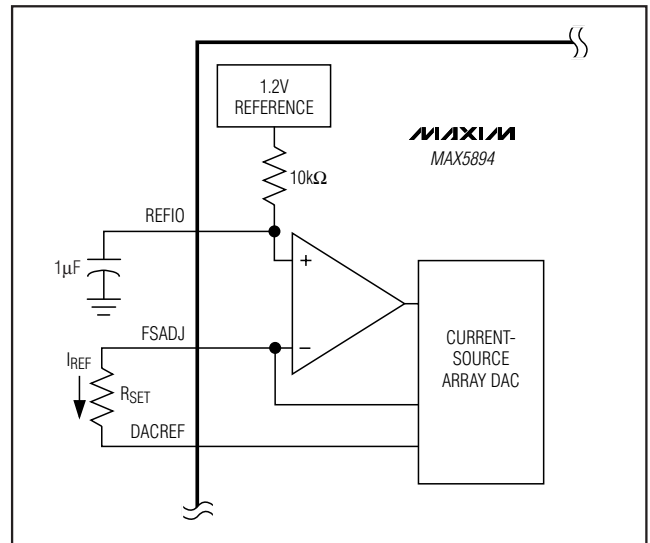 1.2V
REFERENCE
MAXIM
MAX5894
10kΩ
REFIO
1µF
+
FSADJ
−
CURRENT-
SOURCE
ARRAY DAC
IREF
RSET
DACREF